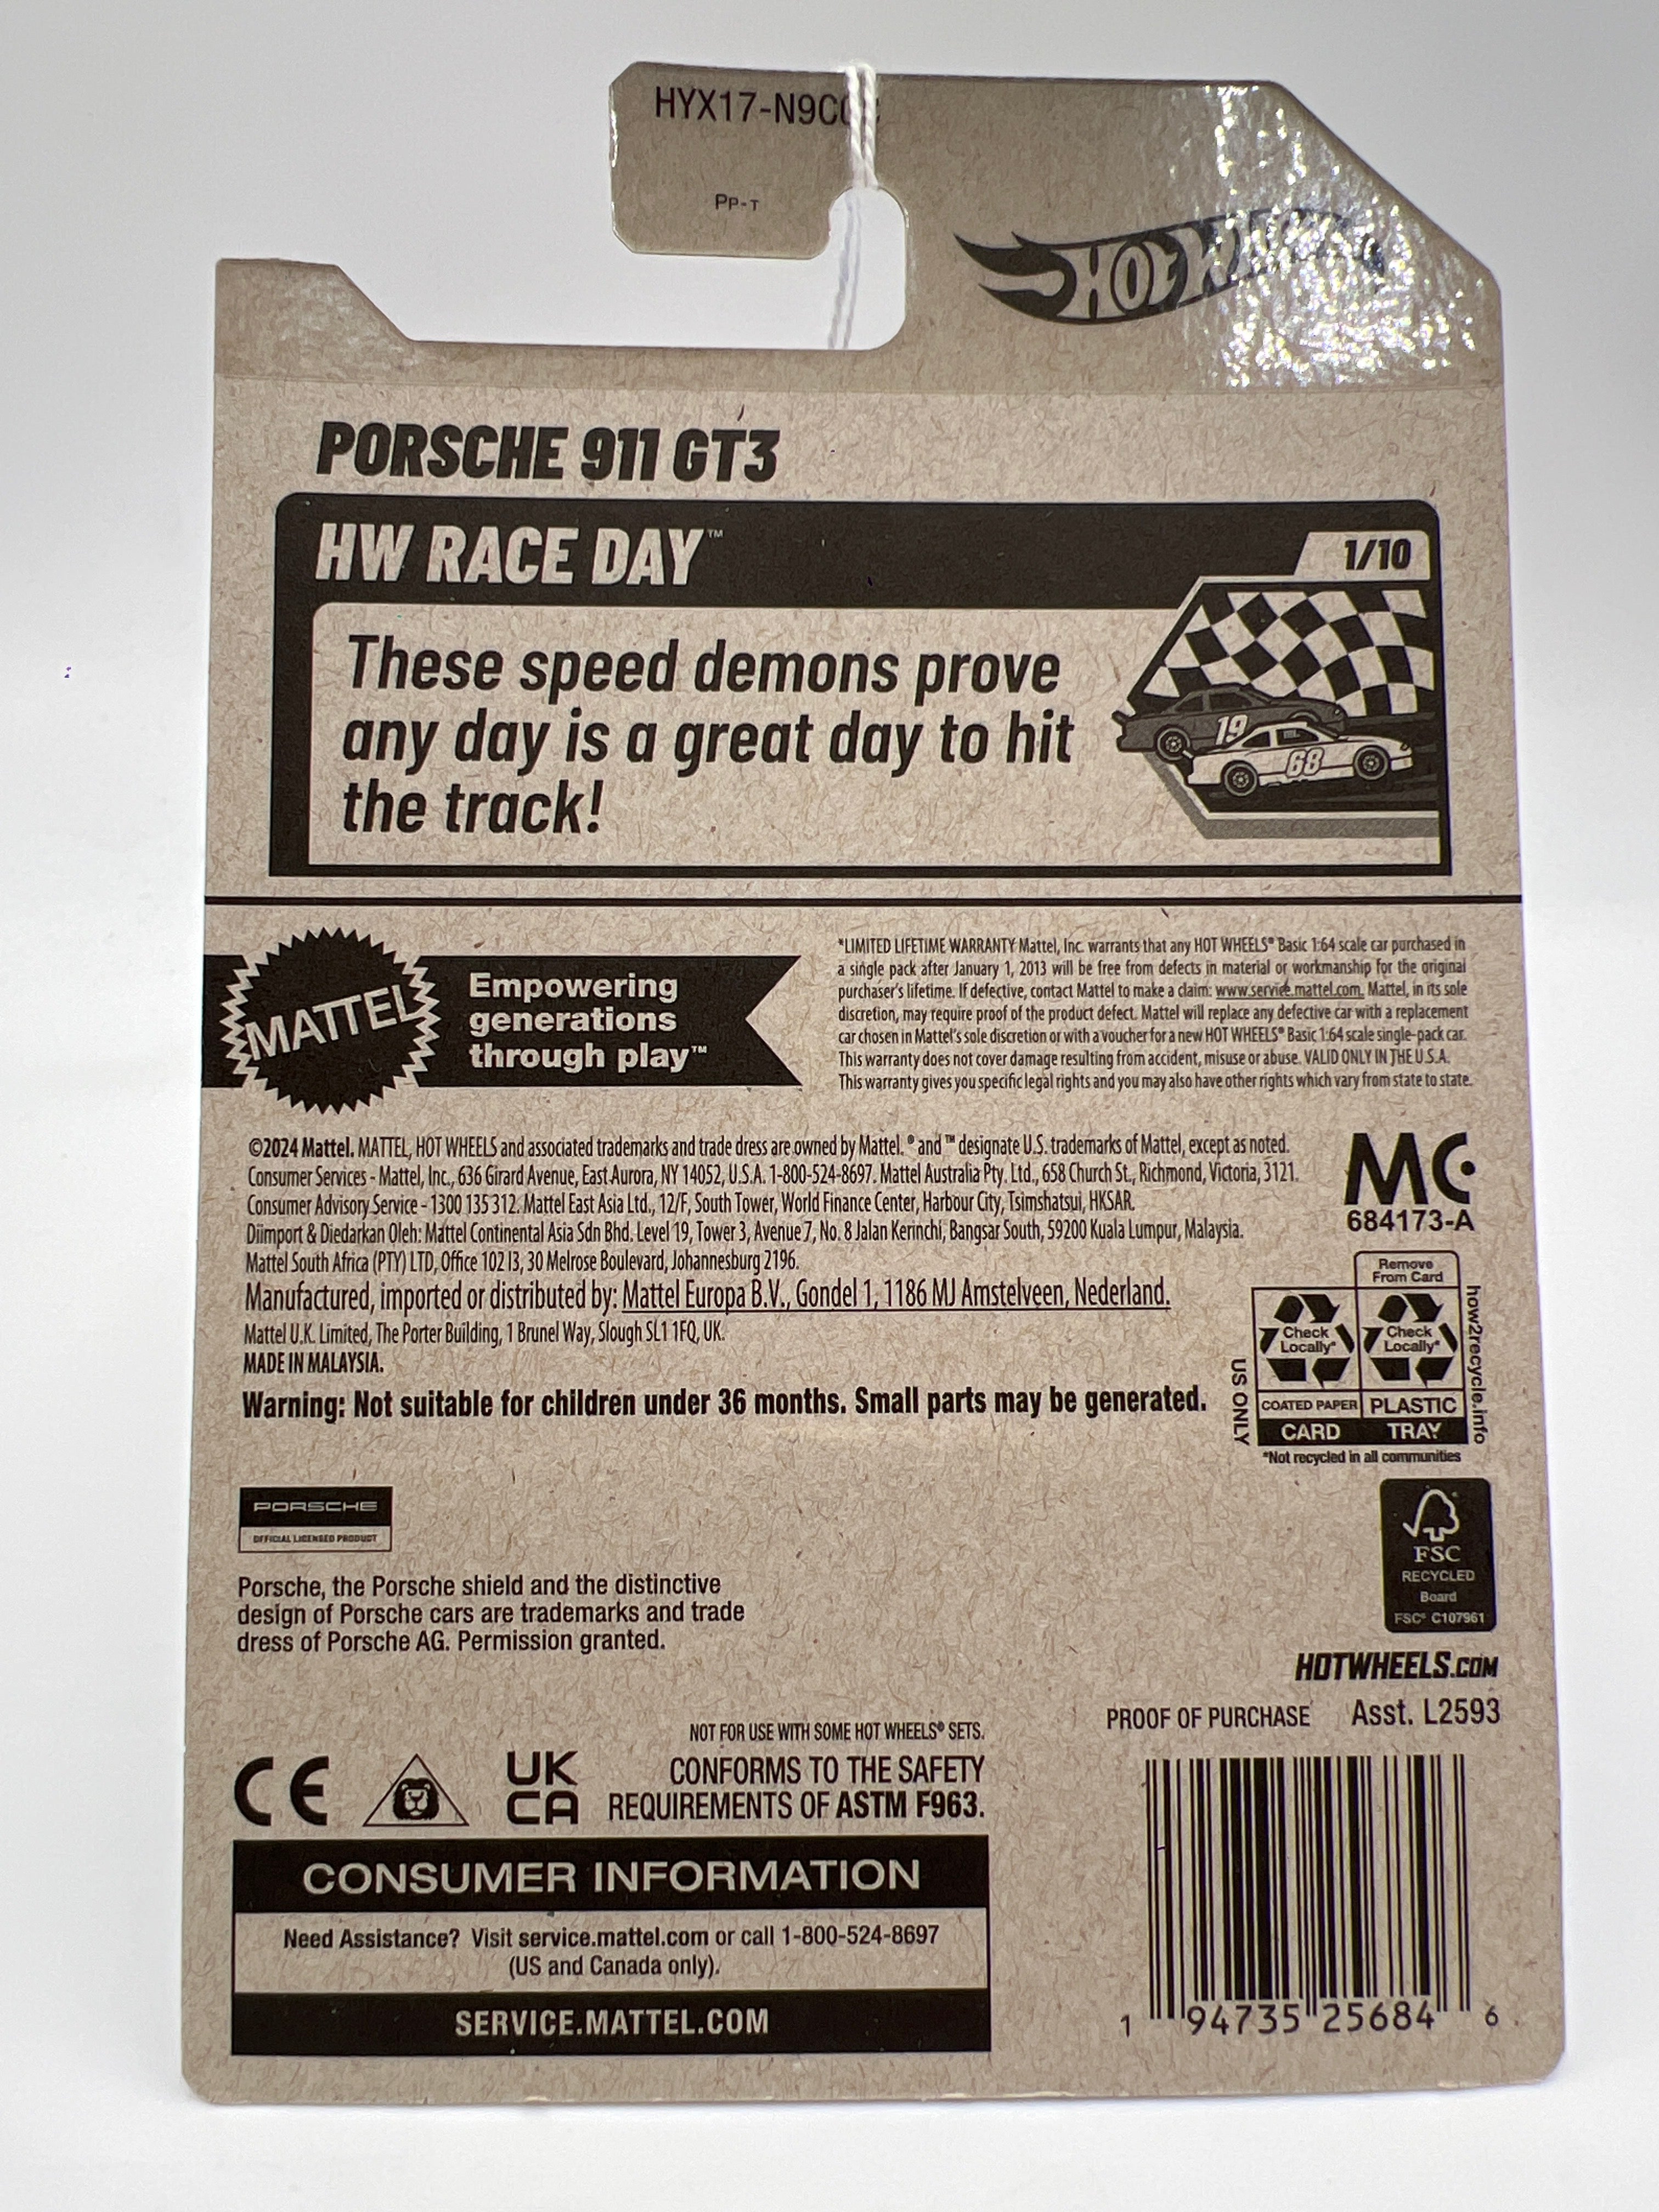 HYX17-N9C0
PP-T
HOT WHEELS
PORSCHE 911 GT3
HW RACE DAY™
1/10
These speed demons prove
any day is a great day to hit
the track!
19
68
MATTEL
Empowering
generations
through play™
*LIMITED LIFETIME WARRANTY Mattel, Inc. warrants that any HOT WHEELS® Basic 1:64 scale car purchased in
a single pack after January 1, 2013 will be free from defects in material or workmanship for the original
purchaser's lifetime. If defective, contact Mattel to make a claim: www.service.mattel.com. Mattel, in its sole
discretion, may require proof of the product defect. Mattel will replace any defective car with a replacement
car chosen in Mattel's sole discretion or with a voucher for a new HOT WHEELS® Basic 1:64 scale single-pack car.
This warranty does not cover damage resulting from accident, misuse or abuse. VALID ONLY IN THE U.S.A.
This warranty gives you specific legal rights and you may also have other rights which vary from state to state.
©2024 Mattel. MATTEL, HOT WHEELS and associated trademarks and trade dress are owned by Mattel. ® and ™ designate U.S. trademarks of Mattel, except as noted.
Consumer Services - Mattel, Inc., 636 Girard Avenue, East Aurora, NY 14052, U.S.A. 1-800-524-8697. Mattel Australia Pty. Ltd., 658 Church St., Richmond, Victoria, 3121.
Consumer Advisory Service - 1300 135 312. Mattel East Asia Ltd., 12/F, South Tower, World Finance Center, Harbour City, Tsimshatsui, HKSAR.
Diimport & Diedarkan Oleh: Mattel Continental Asia Sdn Bhd. Level 19, Tower 3, Avenue 7, No. 8 Jalan Kerinchi, Bangsar South, 59200 Kuala Lumpur, Malaysia.
Mattel South Africa (PTY) LTD, Office 102 I3, 30 Melrose Boulevard, Johannesburg 2196.
Manufactured, imported or distributed by: Mattel Europa B.V., Gondel 1, 1186 MJ Amstelveen, Nederland.
Mattel U.K. Limited, The Porter Building, 1 Brunel Way, Slough SL1 1FQ, UK.
MADE IN MALAYSIA.
Warning: Not suitable for children under 36 months. Small parts may be generated.
MC
684173-A
Remove
From Card
Check
Locally*
Check
Locally*
COATED PAPER
PLASTIC
CARD
TRAY
US ONLY
how2recycle.info
*Not recycled in all communities
PORSCHE
OFFICIAL LICENSED PRODUCT
Porsche, the Porsche shield and the distinctive
design of Porsche cars are trademarks and trade
dress of Porsche AG. Permission granted.
FSC
RECYCLED
Board
FSC® C107961
HOTWHEELS.COM
PROOF OF PURCHASE Asst. L2593
NOT FOR USE WITH SOME HOT WHEELS® SETS.
CE
UK
CA
CONFORMS TO THE SAFETY
REQUIREMENTS OF ASTM F963.
CONSUMER INFORMATION
Need Assistance? Visit service.mattel.com or call 1-800-524-8697
(US and Canada only).
SERVICE.MATTEL.COM
1 94735 25684 6